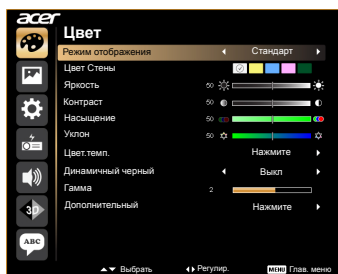 acer
Цвет
Режим отображения Стандарт
Цвет Стены
Яркость 50
Контраст 50
Насыщение 50
Уклон 50
Цвет.темп. Нажмите
Динамичный черный Выкл
Гамма 2
Дополнительный Нажмите
3D
ABC
Выбрать Регулир. MENU Глав. меню